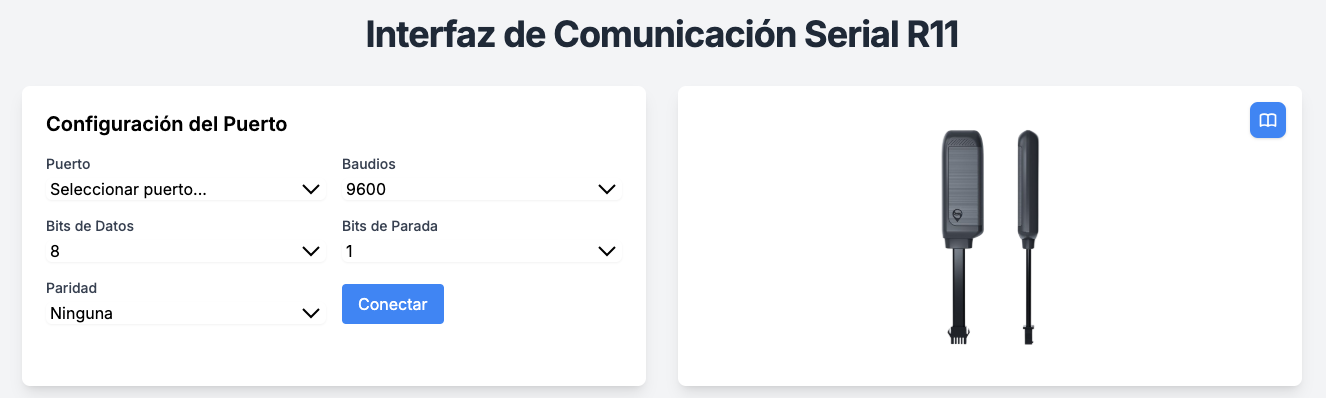 Interfaz de Comunicación Serial R11
Configuración del Puerto
Puerto
Baudios
Seleccionar puerto...
9600
Bits de Datos
Bits de Parada
8
1
Paridad
Ninguna
Conectar